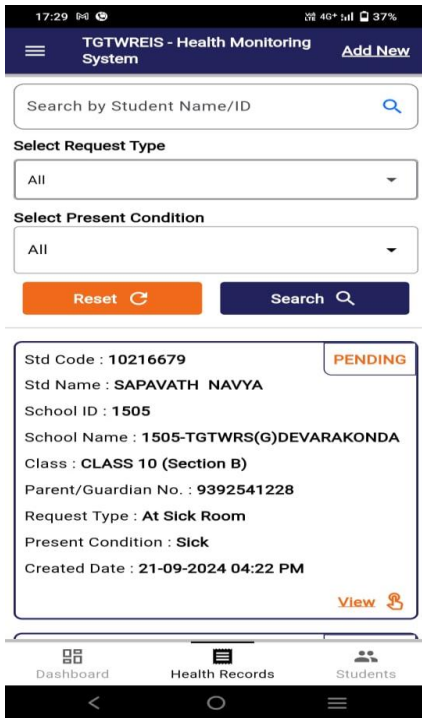 17:29 4G+ 37%
TGTWREIS - Health Monitoring
System
Add New
Search by Student Name/ID
Select Request Type
All
Select Present Condition
All
Reset
Search
Std Code : 10216679
PENDING
Std Name : SAPAVATH NAVYA
School ID : 1505
School Name : 1505-TGTWRS(G)DEVARAKONDA
Class : CLASS 10 (Section B)
Parent/Guardian No. : 9392541228
Request Type : At Sick Room
Present Condition : Sick
Created Date : 21-09-2024 04:22 PM
View
Dashboard
Health Records
Students